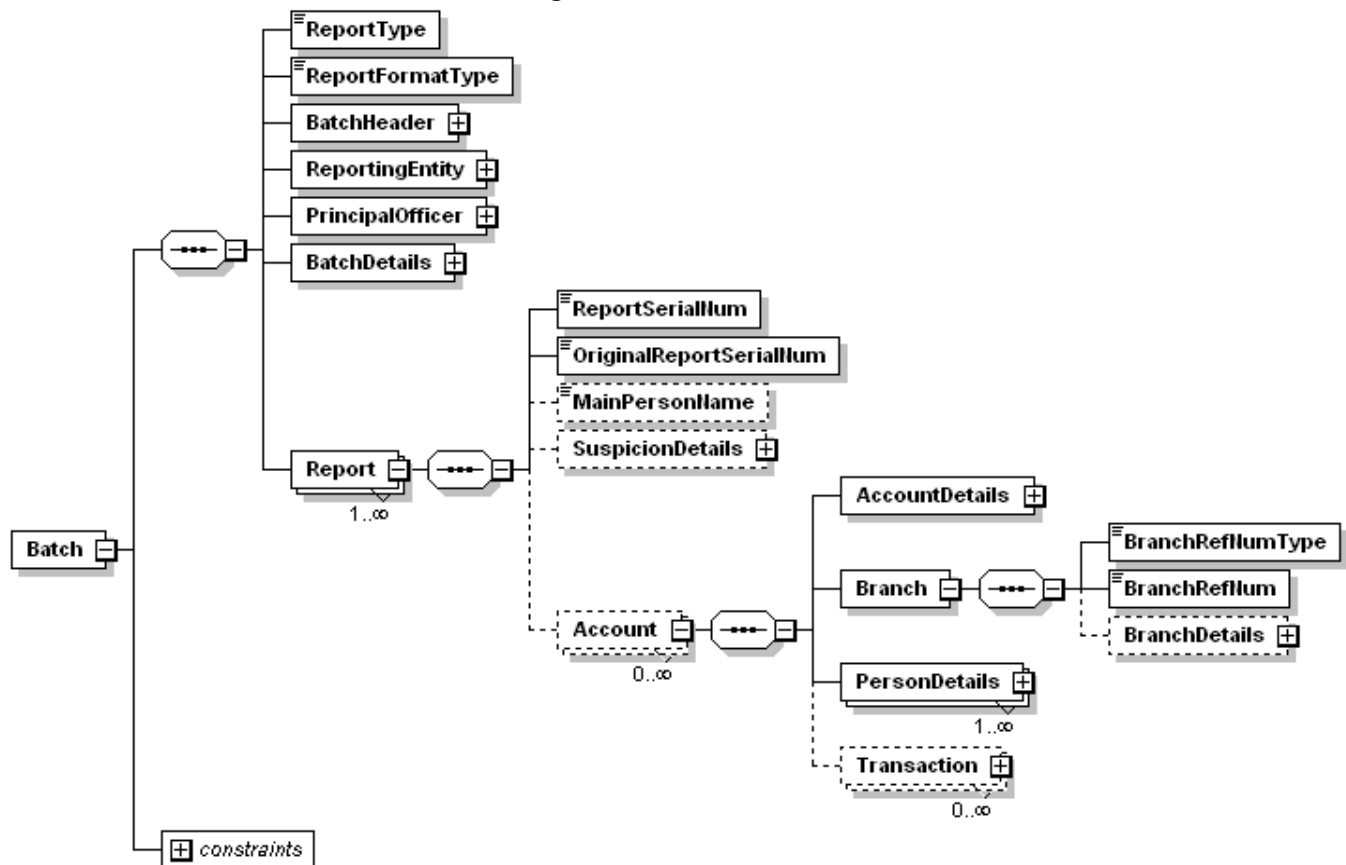 ReportType
ReportFormatType
BatchHeader
ReportingEntity
PrincipalOfficer
BatchDetails
ReportSerialNum
OriginalReportSerialNum
MainPersonName
SuspicionDetails
Report
1..∞
AccountDetails
BranchRefNumType
Batch
Branch
BranchRefNum
Account
BranchDetails
0..∞
PersonDetails
1..∞
Transaction
0..∞
constraints